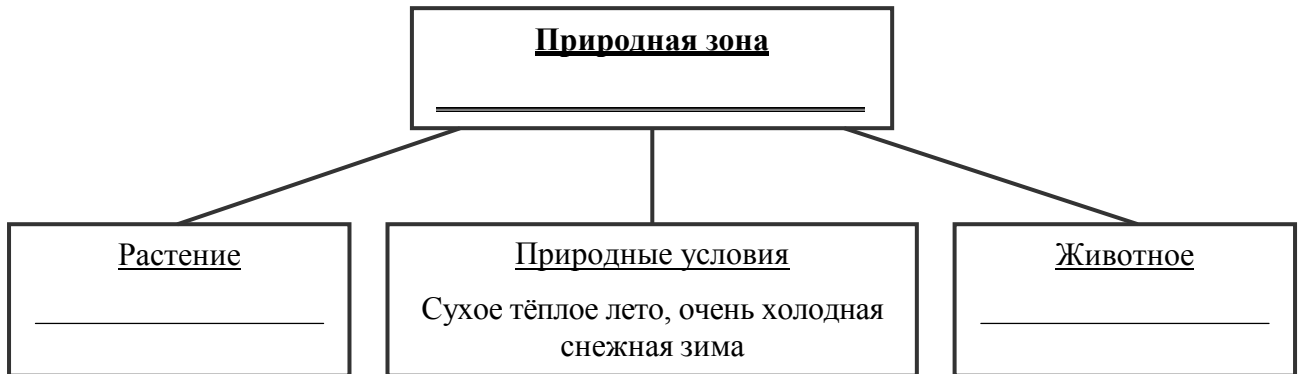 Природная зона
Растение
Природные условия
Сухое тёплое лето, очень холодная
снежная зима
Животное